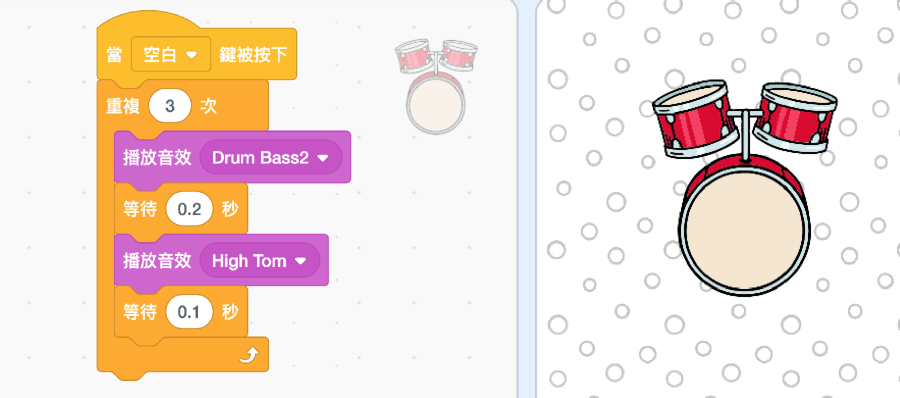 當 空白 鍵被按下
重複 3 次
播放音效 Drum Bass2
等待 0.2 秒
播放音效 High Tom
等待 0.1 秒